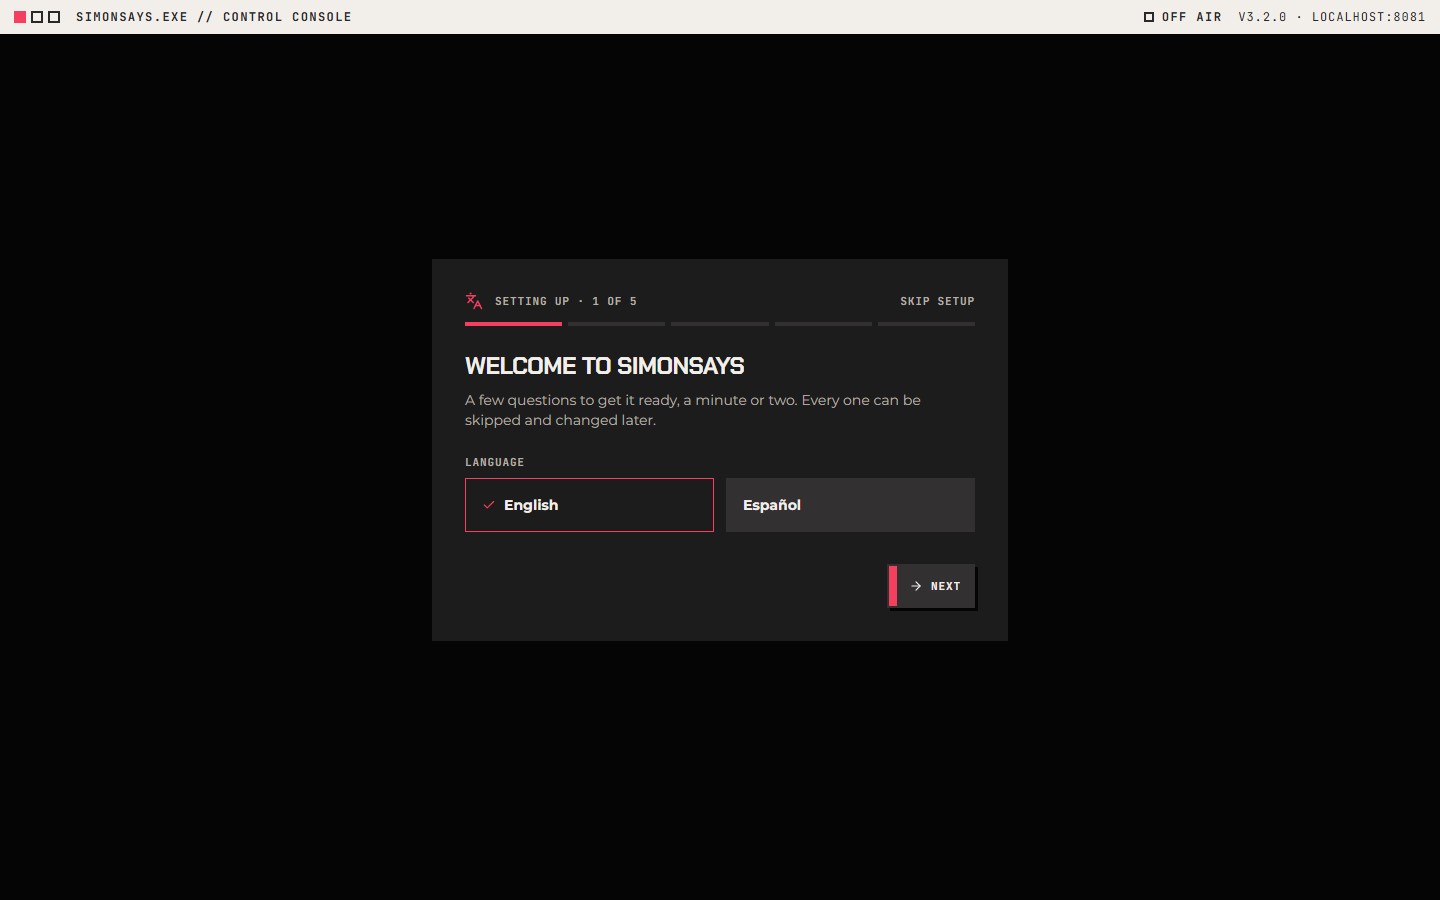 SIMONSAYS.EXE // CONTROL CONSOLE
OFF AIR V3.2.0 · LOCALHOST:8081
SETTING UP · 1 OF 5
SKIP SETUP
WELCOME TO SIMONSAYS
A few questions to get it ready, a minute or two. Every one can be
skipped and changed later.
LANGUAGE
English
Español
NEXT